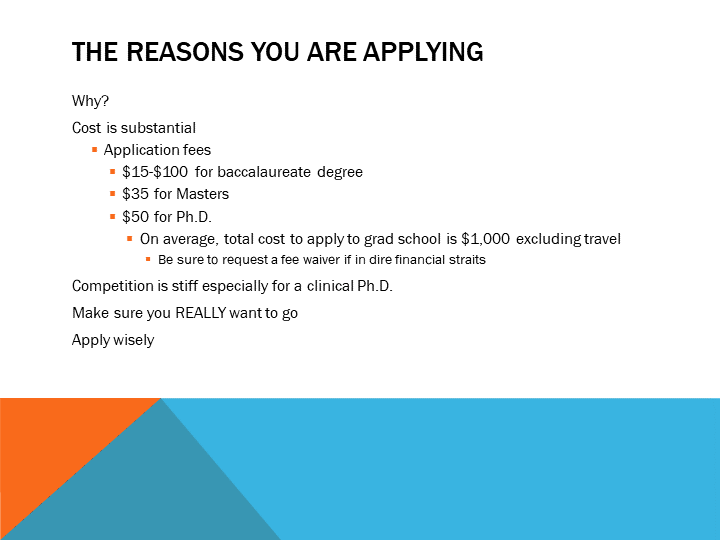 THE REASONS YOU ARE APPLYING
Why?
Cost is substantial
Application fees
$15-$100 for baccalaureate degree
$35 for Masters
$50 for Ph.D.
On average, total cost to apply to grad school is $1,000 excluding travel
Be sure to request a fee waiver if in dire financial straits
Competition is stiff especially for a clinical Ph.D.
Make sure you REALLY want to go
Apply wisely